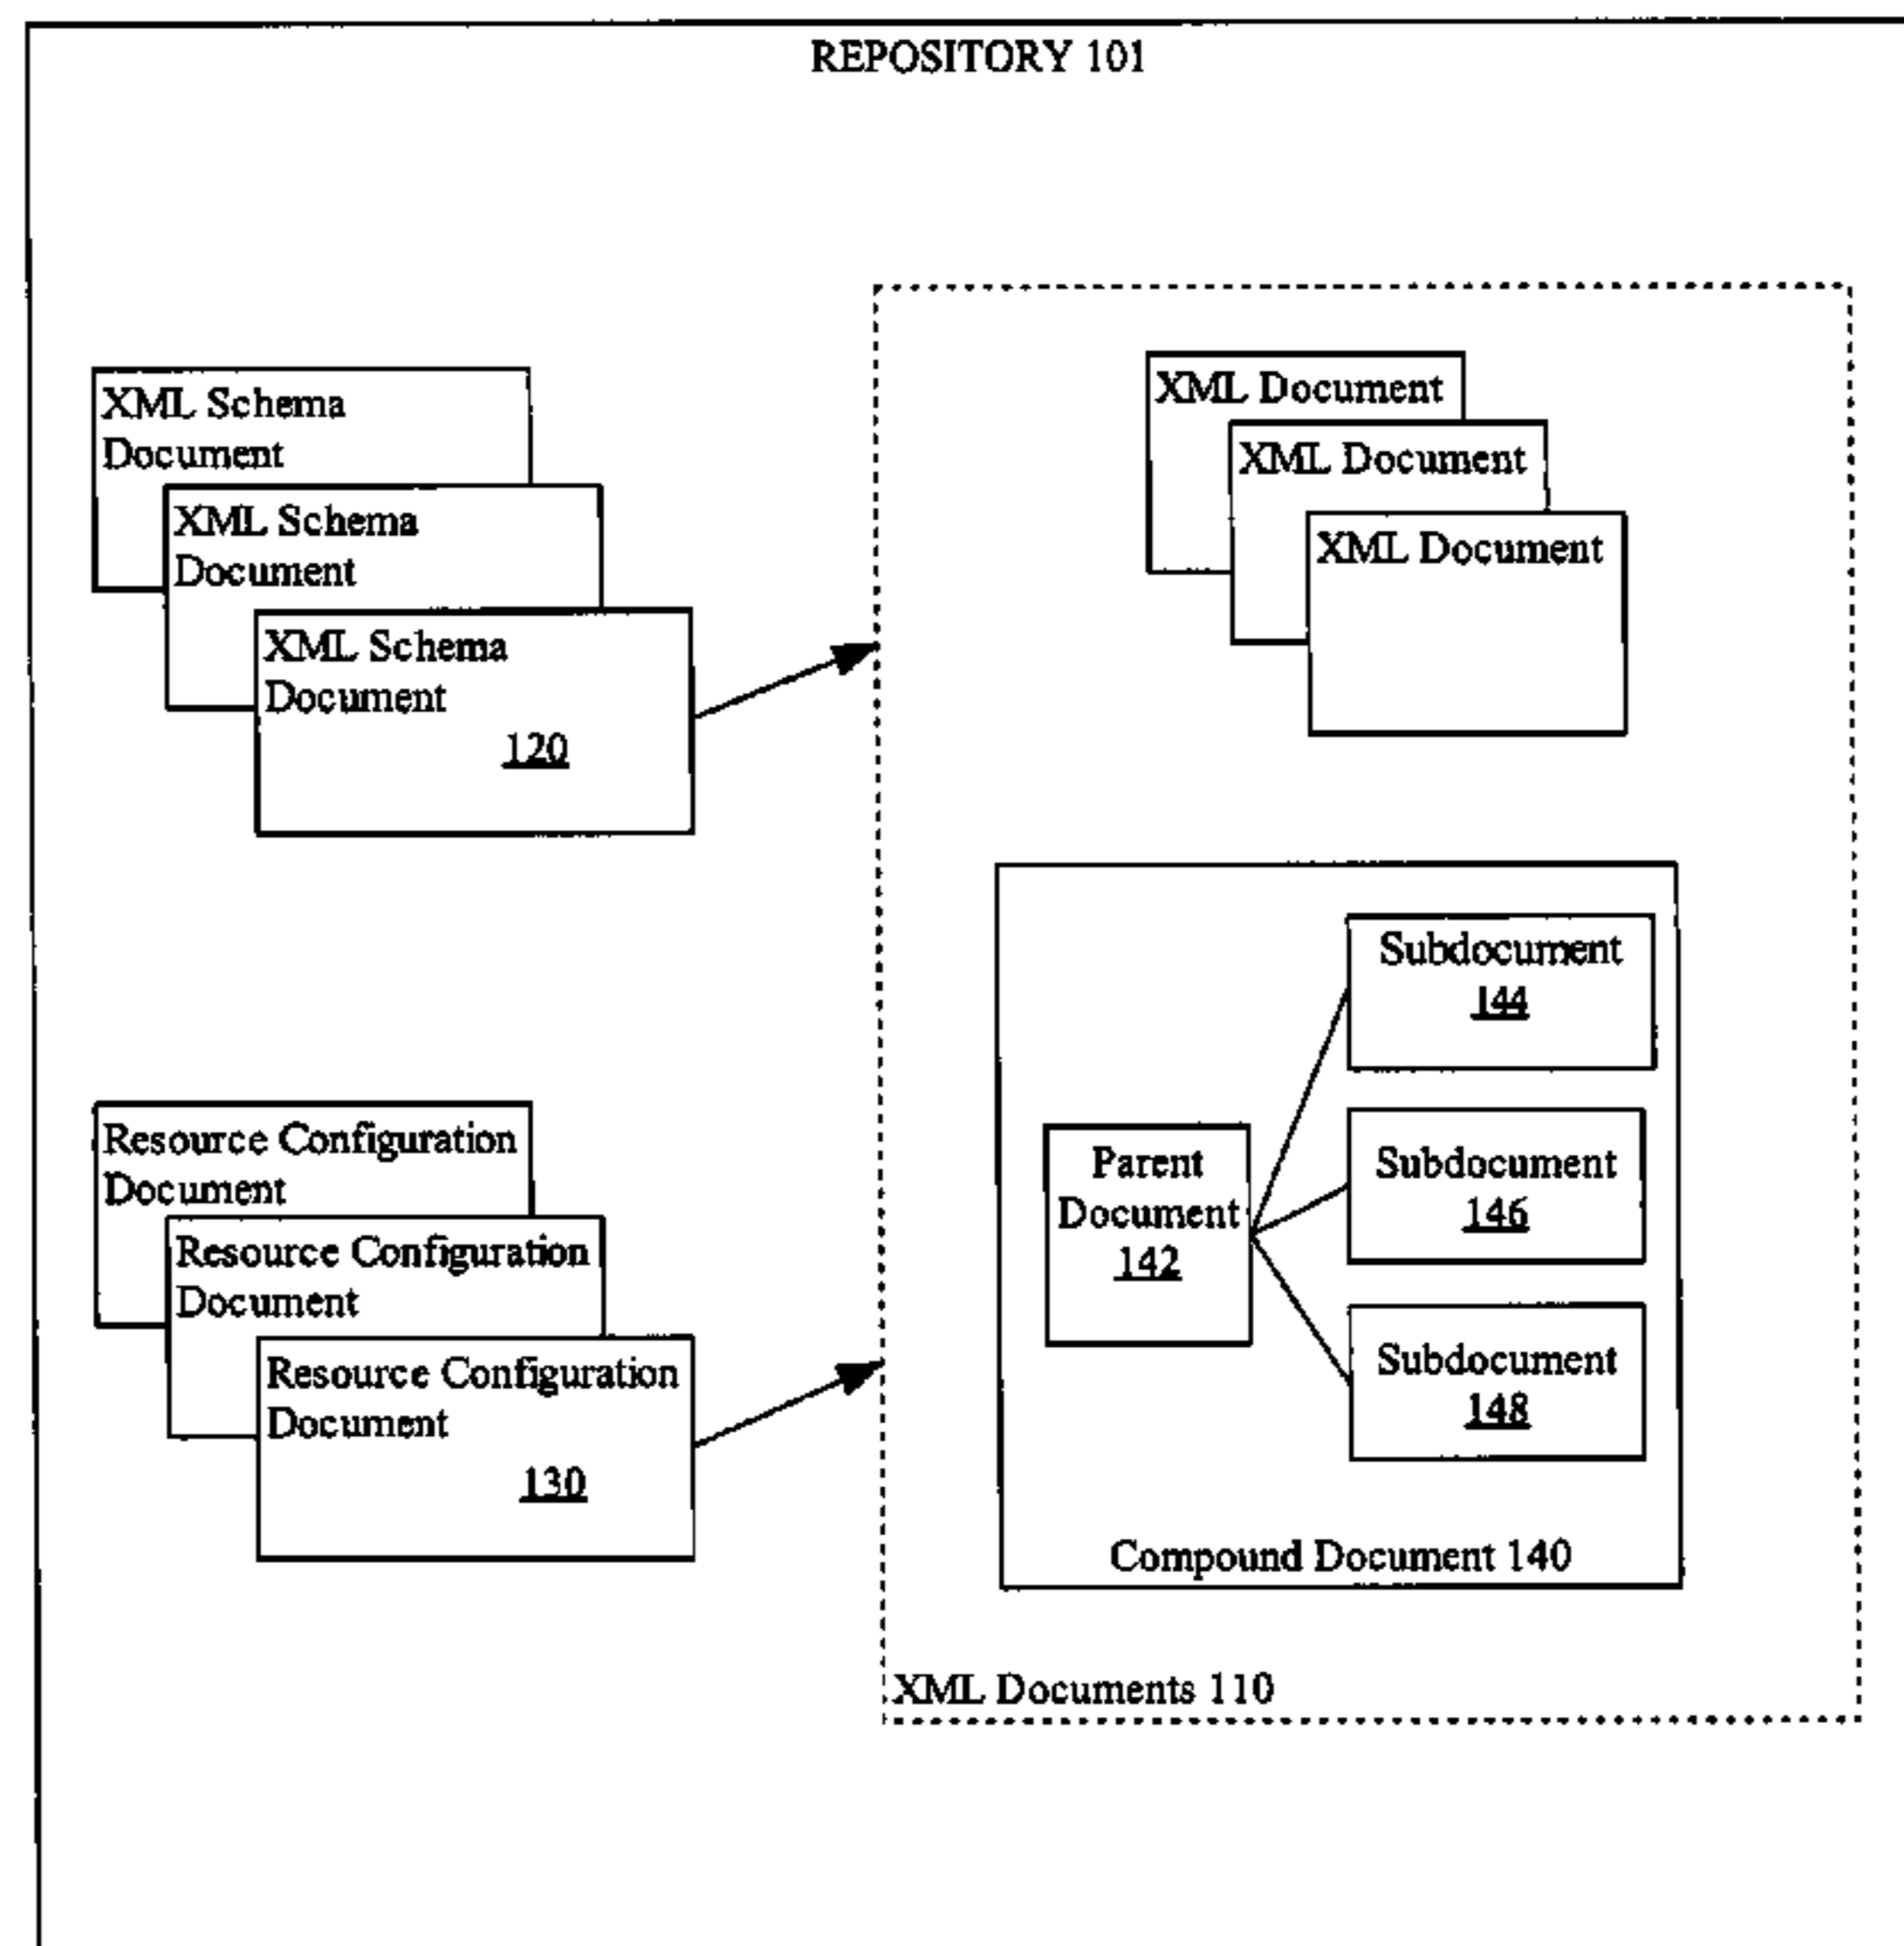 REPOSITORY 101
XML Schema
Document
XML Schema
Document
XML Schema
Document
120
XML Document
XML Document
XML Document
Resource Configuration
Document
Resource Configuration
Document
Resource Configuration
Document
130
Parent
Document
142
Subdocument
144
Subdocument
146
Subdocument
148
Compound Document 140
XML Documents 110